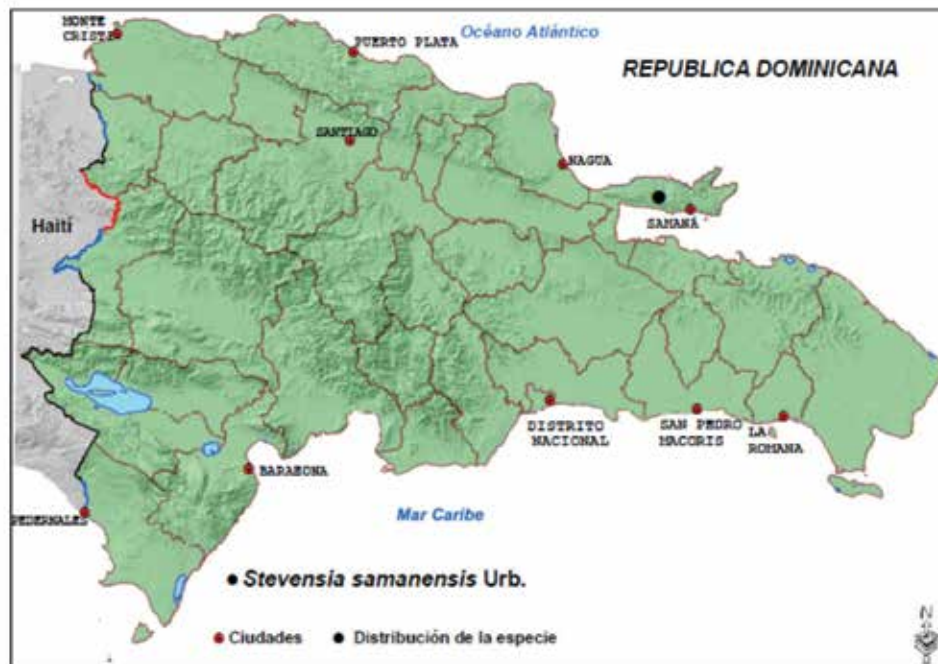 MONTE
CRISTI
Océano Atlántico
PUERTO PLATA
REPUBLICA DOMINICANA
SANTIAGO
NAGUA
SAMANÁ
Haití
DISTRITO
NACIONAL
SAN PEDRO
MACORIS
LA
ROMANA
BARAHONA
PEDERNALES
Mar Caribe
Stevensia samanensis Urb.
Ciudades
Distribución de la especie
N